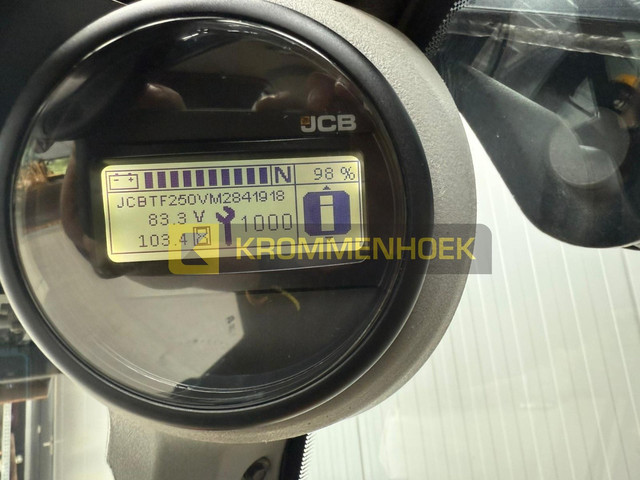 JCB
N 98 %
JCBTF250VM2841918
83.3 V 1000 i
103.4
KROMMENHOEK